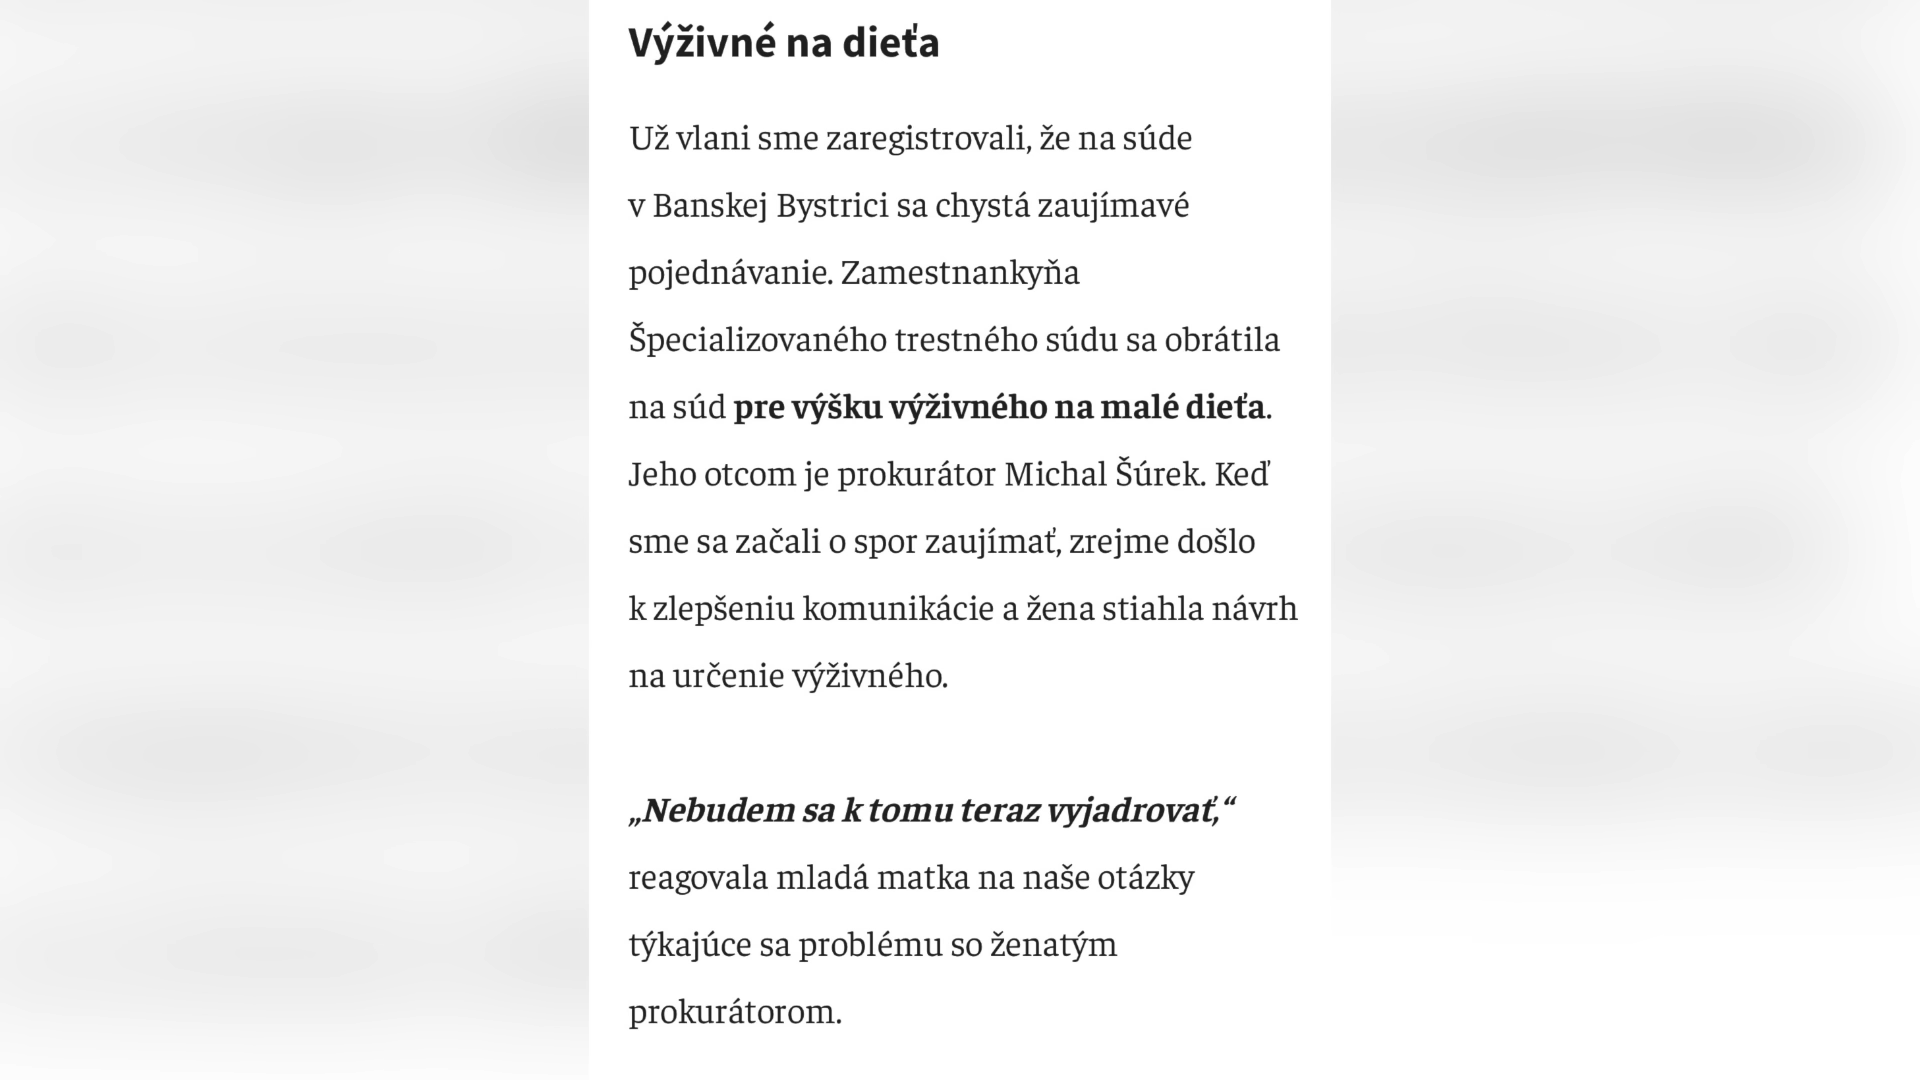 Výživné na dieťa
Už vlani sme zaregistrovali, že na súde
v Banskej Bystrici sa chystá zaujímavé
pojednávanie. Zamestnankyňa
Špecializovaného trestného súdu sa obrátila
na súd pre výšku výživného na malé dieťa.
Jeho otcom je prokurátor Michal Šúrek. Keď
sme sa začali o spor zaujímať, zrejme došlo
k zlepšeniu komunikácie a žena stiahla návrh
na určenie výživného.
„Nebudem sa k tomu teraz vyjadrovať,“
reagovala mladá matka na naše otázky
týkajúce sa problému so ženatým
prokurátorom.